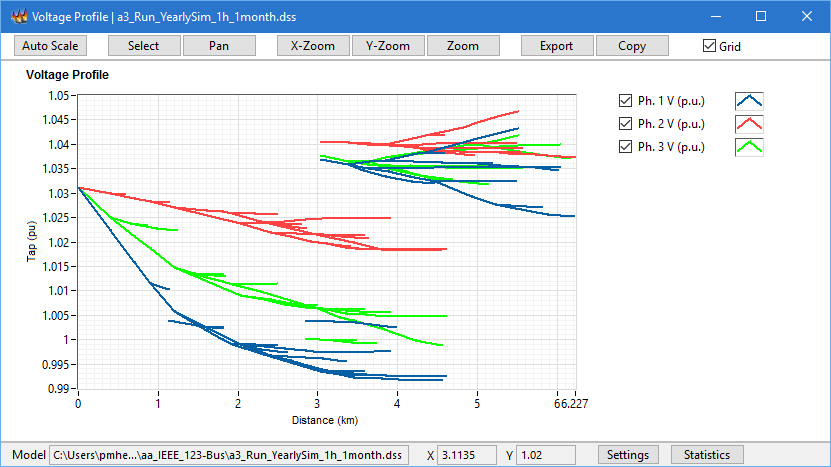 Voltage Profile | a3_Run_YearlySim_1h_1month.dss
Auto Scale Select Pan X-Zoom Y-Zoom Zoom Export Copy Grid
Voltage Profile
1.05
1.045
1.04
1.035
1.03
1.025
1.02
1.015
1.01
1.005
1
0.995
0.99
Tap (pu)
0 1 2 3 4 5 66.227
Distance (km)
Ph. 1 V (p.u.)
Ph. 2 V (p.u.)
Ph. 3 V (p.u.)
Model C:\Users\pmhe...\aa_IEEE_123-Bus\a3_Run_YearlySim_1h_1month.dss X 3.1135 Y 1.02 Settings Statistics